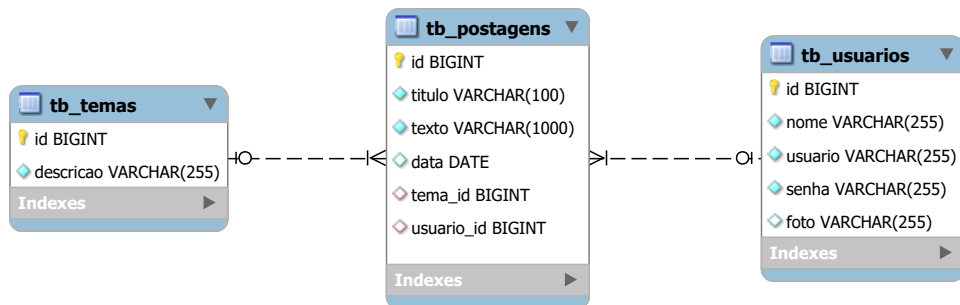 tb_temas
id BIGINT
descricao VARCHAR(255)
Indexes
tb_postagens
id BIGINT
titulo VARCHAR(100)
texto VARCHAR(1000)
data DATE
tema_id BIGINT
usuario_id BIGINT
Indexes
tb_usuarios
id BIGINT
nome VARCHAR(255)
usuario VARCHAR(255)
senha VARCHAR(255)
foto VARCHAR(255)
Indexes